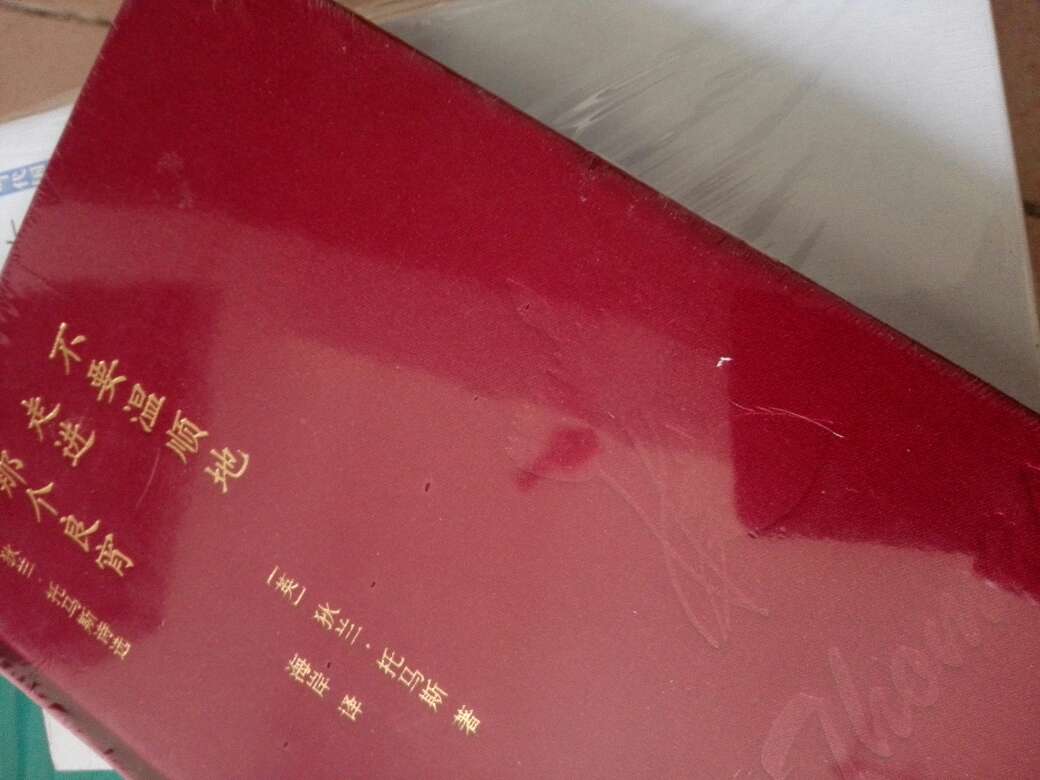 不要温顺地
走进
那个良宵
狄兰·托马斯诗选
[英] 狄兰·托马斯 著
海岸 译